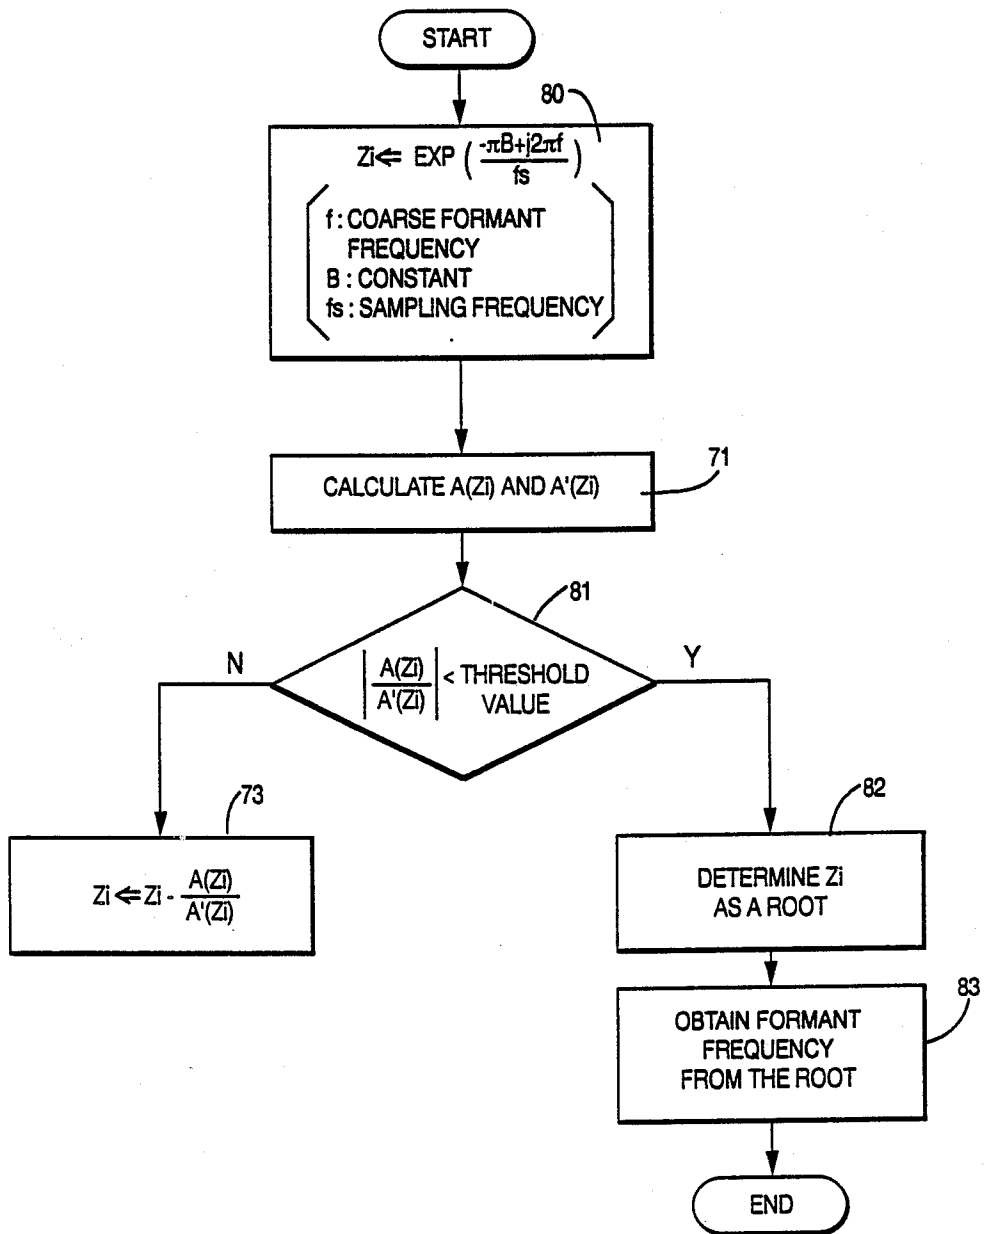 START
80
Zi⇐ EXP ( -πB+j2πf / fs )
f : COARSE FORMANT
FREQUENCY
B : CONSTANT
fs : SAMPLING FREQUENCY
71
CALCULATE A(Zi) AND A'(Zi)
81
N
Y
| A(Zi) / A'(Zi) | < THRESHOLD
VALUE
73
Zi ⇐ Zi - A(Zi) / A'(Zi)
82
DETERMINE Zi
AS A ROOT
83
OBTAIN FORMANT
FREQUENCY
FROM THE ROOT
END